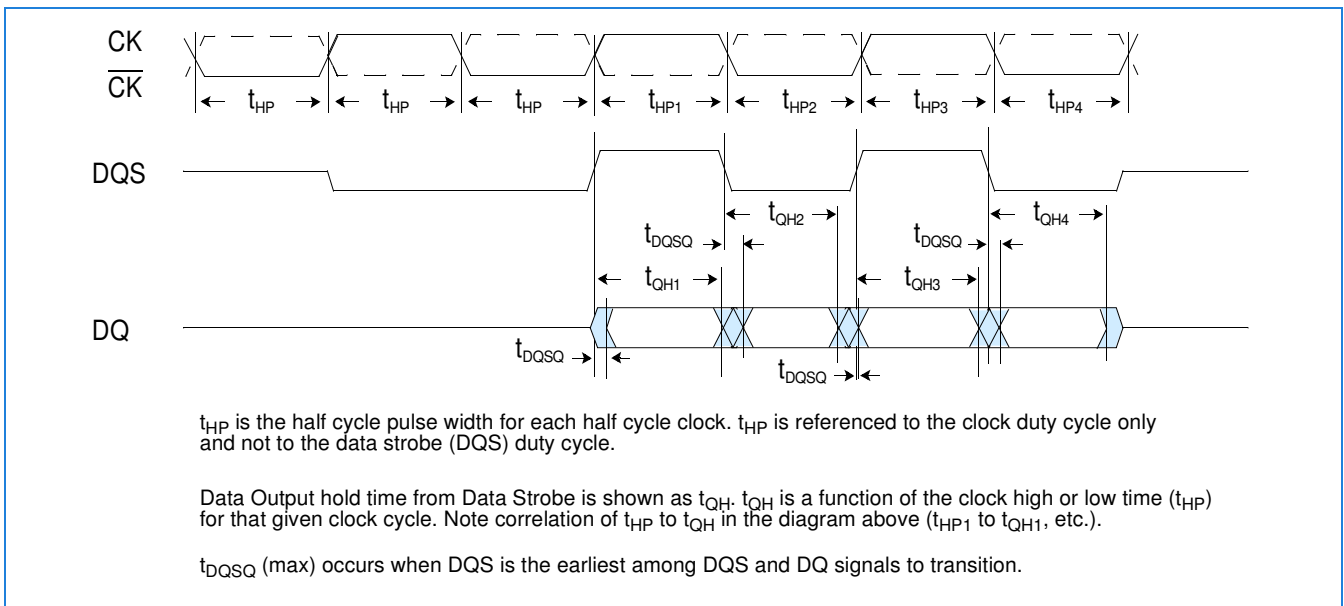 CK
CK
tHP tHP tHP tHP1 tHP2 tHP3 tHP4
DQS
tQH2 tQH4
tDQSQ tDQSQ
tQH1 tQH3
DQ
tDQSQ tDQSQ
tHP is the half cycle pulse width for each half cycle clock. tHP is referenced to the clock duty cycle only
and not to the data strobe (DQS) duty cycle.
Data Output hold time from Data Strobe is shown as tQH. tQH is a function of the clock high or low time (tHP)
for that given clock cycle. Note correlation of tHP to tQH in the diagram above (tHP1 to tQH1, etc.).
tDQSQ (max) occurs when DQS is the earliest among DQS and DQ signals to transition.